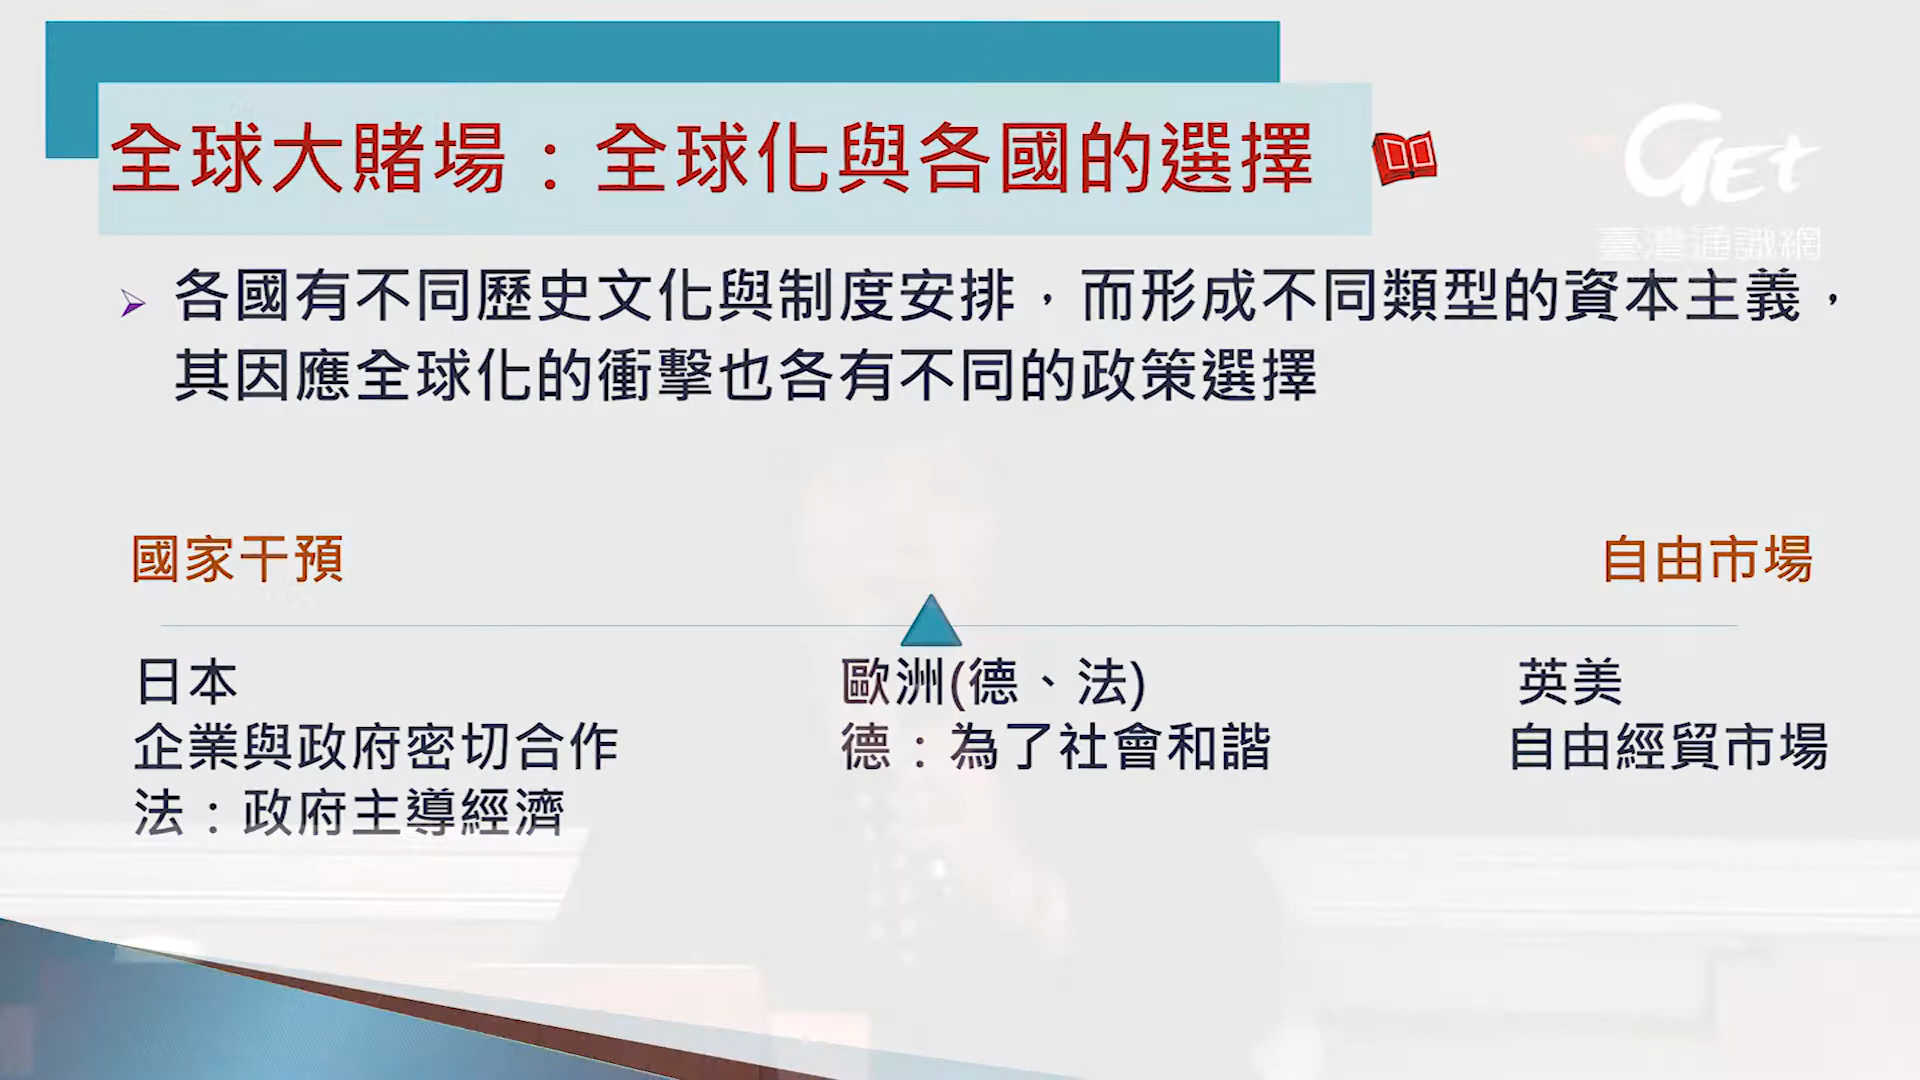 全球大賭場：全球化與各國的選擇
GET
臺灣通識網
各國有不同歷史文化與制度安排，而形成不同類型的資本主義，
其因應全球化的衝擊也各有不同的政策選擇
國家干預
自由市場
日本
企業與政府密切合作
法：政府主導經濟
歐洲(德、法)
德：為了社會和諧
英美
自由經貿市場